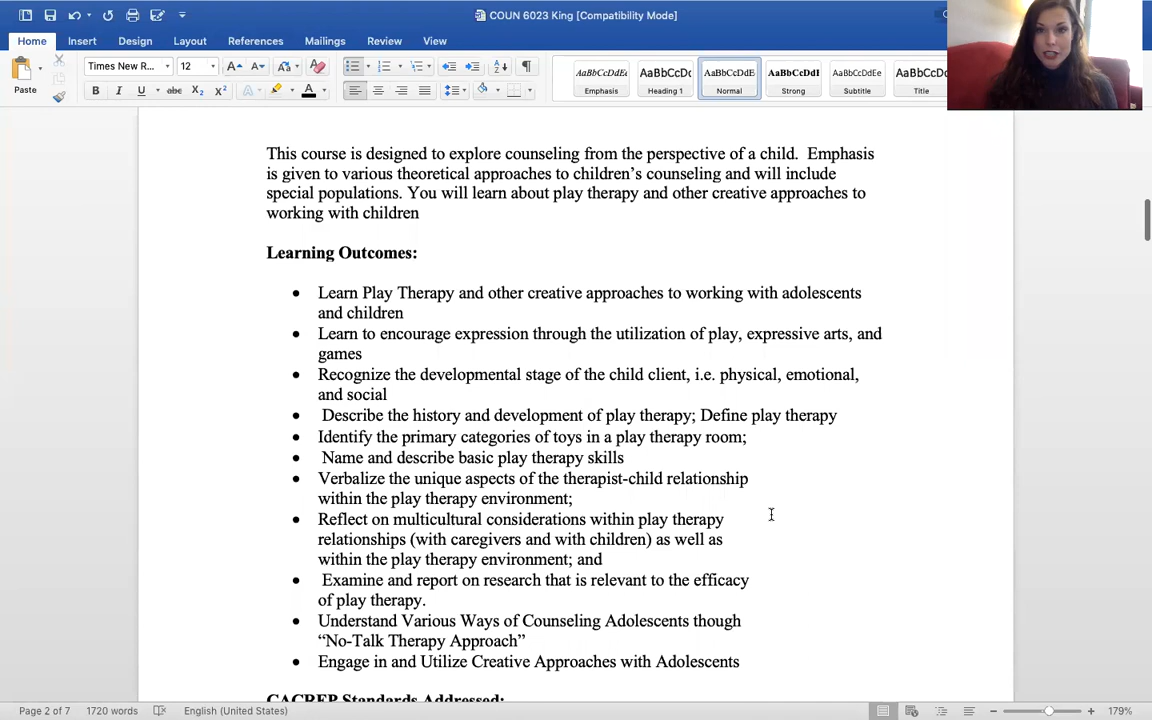 COUN 6023 King [Compatibility Mode]
Home Insert Design Layout References Mailings Review View
Paste
Times New R... 12
AaBbCcDdEe AaBbCcDc AaBbCcDdE AaBbCcDdI AaBbCcDdEe AaBbCcD
Emphasis Heading 1 Normal Strong Subtitle Title
This course is designed to explore counseling from the perspective of a child. Emphasis
is given to various theoretical approaches to children’s counseling and will include
special populations. You will learn about play therapy and other creative approaches to
working with children
Learning Outcomes:
• Learn Play Therapy and other creative approaches to working with adolescents
and children
• Learn to encourage expression through the utilization of play, expressive arts, and
games
• Recognize the developmental stage of the child client, i.e. physical, emotional,
and social
• Describe the history and development of play therapy; Define play therapy
• Identify the primary categories of toys in a play therapy room;
• Name and describe basic play therapy skills
• Verbalize the unique aspects of the therapist-child relationship
within the play therapy environment;
• Reflect on multicultural considerations within play therapy
relationships (with caregivers and with children) as well as
within the play therapy environment; and
• Examine and report on research that is relevant to the efficacy
of play therapy.
• Understand Various Ways of Counseling Adolescents though
“No-Talk Therapy Approach”
• Engage in and Utilize Creative Approaches with Adolescents
CACREP Standards Addressed:
Page 2 of 7 1720 words English (United States) 179%